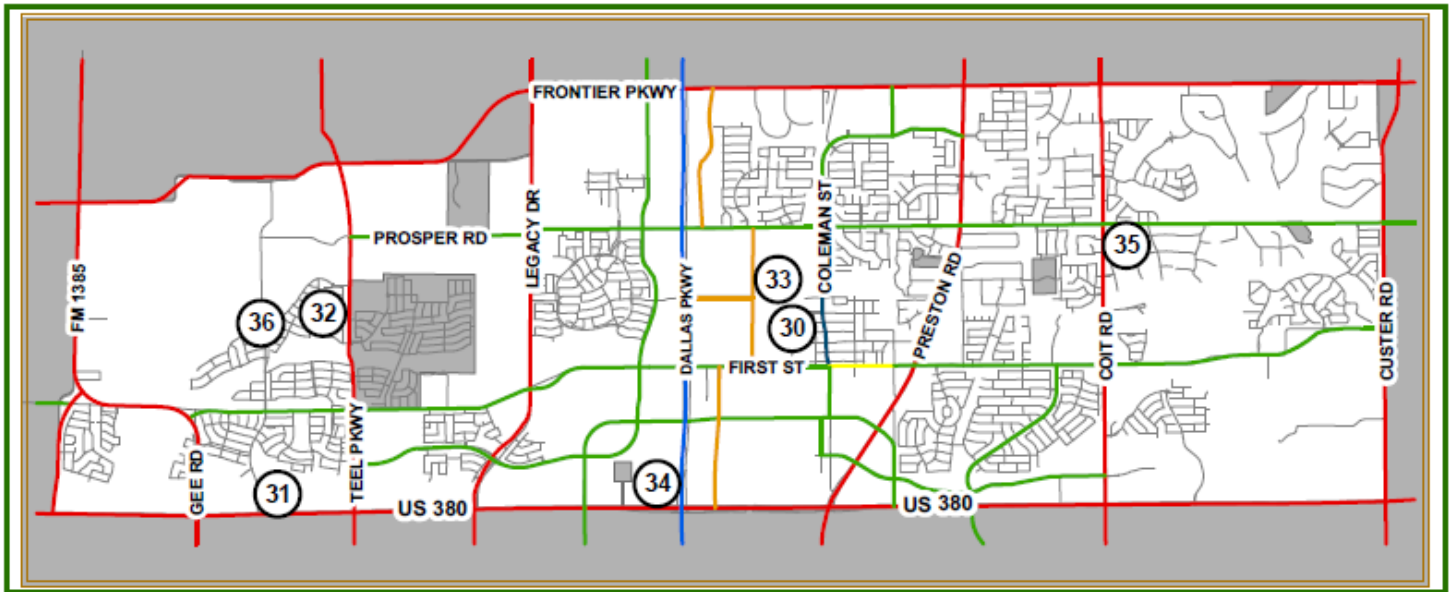 FRONTIER PKWY
COLEMAN ST
LEGACY DR
PROSPER RD
35
FM 1385
33
DALLAS PKWY
PRESTON RD
COIT RD
CUSTER RD
36
32
30
FIRST ST
GEE RD
TEEL PKWY
31
34
US 380
US 380